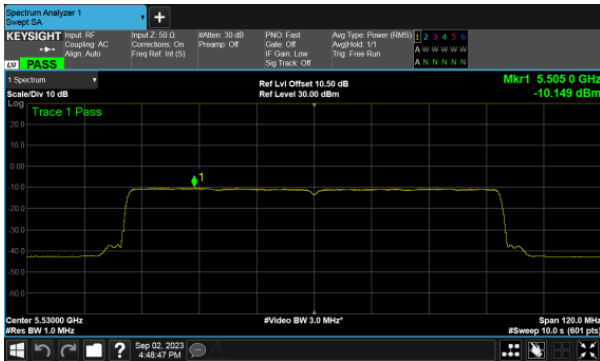 Spectrum Analyzer 1
Swept SA
KEYSIGHT
Input: RF
Coupling: AC
Align: Auto
Input Z: 50 Ω
Corrections: On
Freq Ref: Int (S)
#Atten: 30 dB
Preamp: Off
PNO: Fast
Gate: Off
IF Gain: Low
Sig Track: Off
Avg Type: Power (RMS)
Avg|Hold: 1/1
Trig: Free Run
1 2 3 4 5 6
A W W W W W
A N N N N N
LXI
PASS
1 Spectrum
Scale/Div 10 dB
Ref Lvl Offset 10.50 dB
Ref Level 30.00 dBm
Mkr1 5.505 0 GHz
-10.149 dBm
Log
Trace 1 Pass
20.0
10.0
0.00
-10.0
-20.0
-30.0
-40.0
-50.0
-60.0
1
Center 5.53000 GHz
#Res BW 1.0 MHz
#Video BW 3.0 MHz*
Span 120.0 MHz
#Sweep 10.0 s (601 pts)
?
Sep 02, 2023
4:48:47 PM